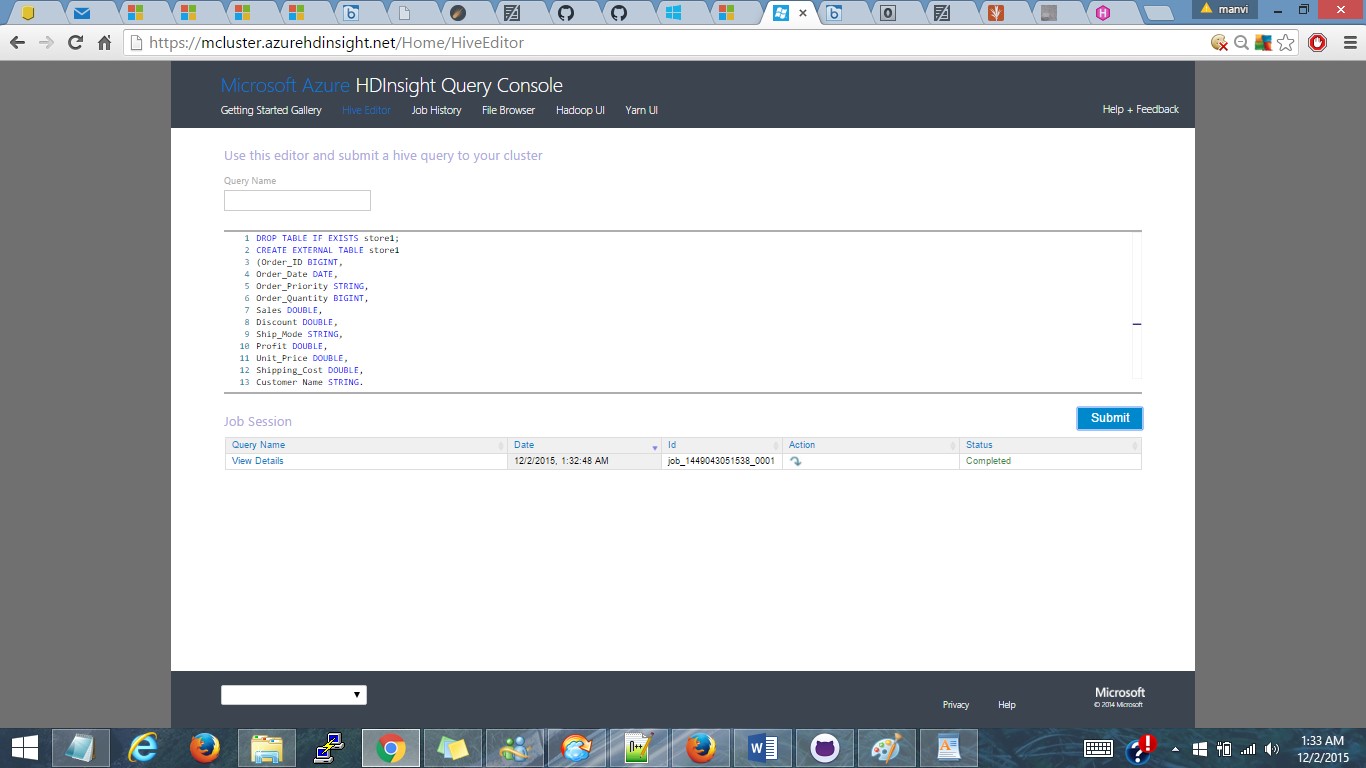 manvi
https://mcluster.azurehdinsight.net/Home/HiveEditor
Microsoft Azure HDInsight Query Console
Getting Started Gallery Hive Editor Job History File Browser Hadoop UI Yarn UI Help + Feedback
Use this editor and submit a hive query to your cluster
Query Name
1 DROP TABLE IF EXISTS store1;
2 CREATE EXTERNAL TABLE store1
3 (Order_ID BIGINT,
4 Order_Date DATE,
5 Order_Priority STRING,
6 Order_Quantity BIGINT,
7 Sales DOUBLE,
8 Discount DOUBLE,
9 Ship_Mode STRING,
10 Profit DOUBLE,
11 Unit_Price DOUBLE,
12 Shipping_Cost DOUBLE,
13 Customer Name STRING.
Job Session
Submit
Query Name Date Id Action Status
View Details 12/2/2015, 1:32:48 AM job_1449043051538_0001 Completed
Privacy Help
Microsoft
© 2014 Microsoft
1:33 AM
12/2/2015